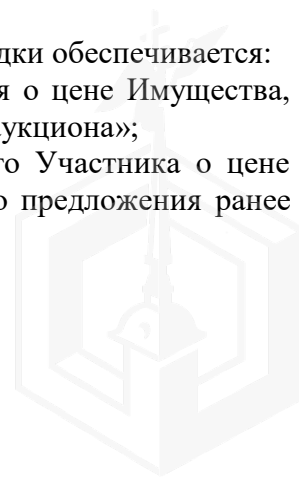 дки обеспечивается:
я о цене Имущества,
укциона»;
го Участника о цене
о предложения ранее